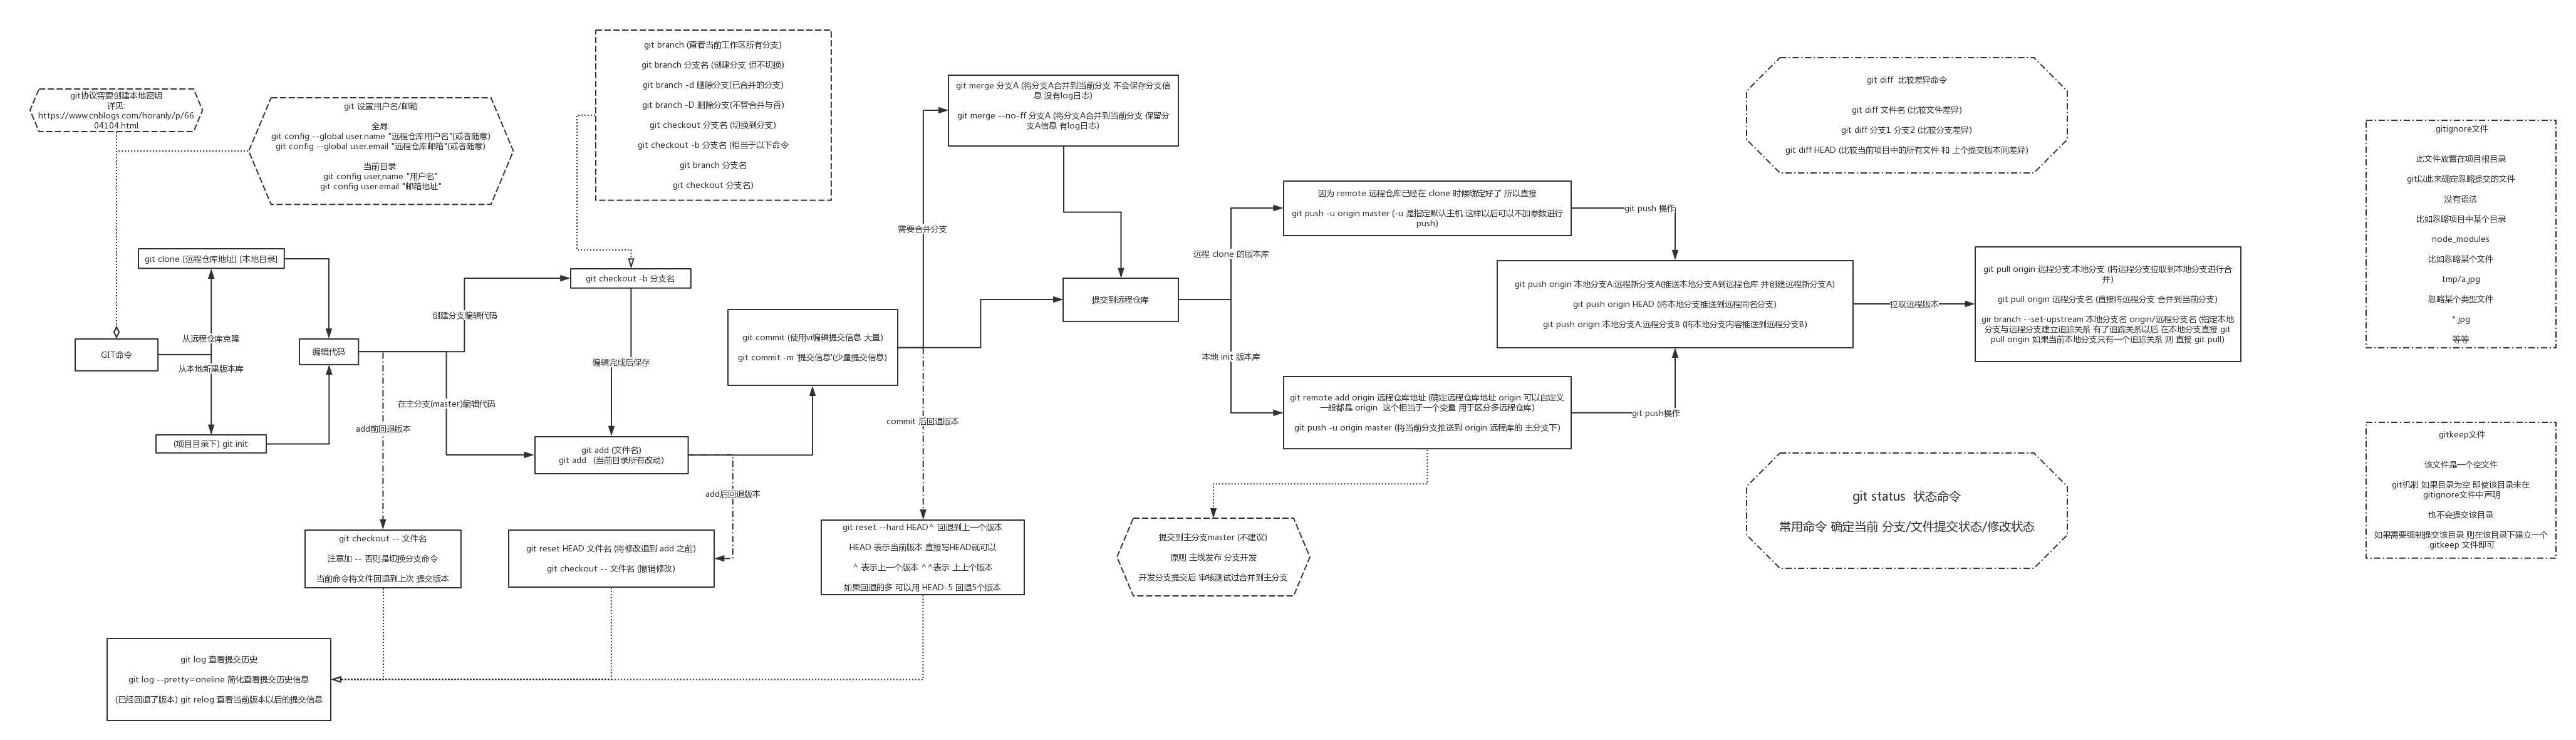 git协议需要创建本地密钥
详见:
https://www.cnblogs.com/horanly/p/66
04104.html
git 设置用户名/邮箱
全局:
git config --global user.name "远程仓库用户名"(或者随意)
git config --global user.email "远程仓库邮箱"(或者随意)
当前目录:
git config user,name "用户名"
git config user.email "邮箱地址"
git branch (查看当前工作区所有分支)
git branch 分支名 (创建分支 但不切换)
git branch -d 删除分支(已合并的分支)
git branch -D 删除分支(不管合并与否)
git checkout 分支名 (切换到分支)
git checkout -b 分支名 (相当于以下命令
git branch 分支名
git checkout 分支名)
git clone [远程仓库地址] [本地目录]
从远程仓库克隆
GIT命令
从本地新建版本库
(项目目录下) git init
编辑代码
创建分支编辑代码
在主分支(master)编辑代码
add前回退版本
git checkout -b 分支名
编辑完成后保存
git add (文件名)
git add . (当前目录所有改动)
add后回退版本
git commit (使用vi编辑提交信息 大量)
git commit -m '提交信息'(少量提交信息)
需要合并分支
commit 后回退版本
git merge 分支A (将分支A合并到当前分支 不会保存分支信
息 没有log日志)
git merge --no-ff 分支A (将分支A合并到当前分支 保留分
支A信息 有log日志)
提交到远程仓库
远程 clone 的版本库
本地 init 版本库
因为 remote 远程仓库已经在 clone 时候确定好了 所以直接
git push -u origin master (-u 是指定默认主机 这样以后可以不加参数进行
push)
git push 操作
git remote add origin 远程仓库地址 (确定远程仓库地址 origin 可以自定义
一般都是 origin 这个相当于一个变量 用于区分多远程仓库)
git push -u origin master (将当前分支推送到 origin 远程库的 主分支下)
git push操作
git push origin 本地分支A:远程新分支A(推送本地分支A到远程仓库 并创建远程新分支A)
git push origin HEAD (将本地分支推送到远程同名分支)
git push origin 本地分支A:远程分支B (将本地分支内容推送到远程分支B)
拉取远程版本
git pull origin 远程分支:本地分支 (将远程分支拉取到本地分支进行合
并)
git pull origin 远程分支名 (直接将远程分支 合并到当前分支)
gir branch --set-upstream 本地分支名 origin/远程分支名 (指定本地
分支与远程分支建立追踪关系 有了追踪关系以后 在本地分支直接 git
pull origin 如果当前本地分支只有一个追踪关系 则 直接 git pull)
git diff 比较差异命令
git diff 文件名 (比较文件差异)
git diff 分支1 分支2 (比较分支差异)
git diff HEAD (比较当前项目中的所有文件 和 上个提交版本间差异)
.gitignore文件
此文件放置在项目根目录
git以此来确定忽略提交的文件
没有语法
比如忽略项目中某个目录
node_modules
比如忽略某个文件
tmp/a.jpg
忽略某个类型文件
*.jpg
等等
.gitkeep文件
该文件是一个空文件
git机制 如果目录为空 即使该目录未在
.gitignore文件中声明
也不会提交该目录
如果需要强制提交该目录 则在该目录下建立一个
.gitkeep 文件即可
git status 状态命令
常用命令 确定当前 分支/文件提交状态/修改状态
git checkout -- 文件名
注意加 -- 否则是切换分支命令
当前命令将文件回退到上次 提交版本
git reset HEAD 文件名 (将修改退到 add 之前)
git checkout -- 文件名 (撤销修改)
git reset --hard HEAD^ 回退到上一个版本
HEAD 表示当前版本 直接写HEAD就可以
^ 表示上一个版本 ^^表示 上上个版本
如果回退的多 可以用 HEAD-5 回退5个版本
提交到主分支master (不建议)
原则 主线发布 分支开发
开发分支提交后 审核测试过合并到主分支
git log 查看提交历史
git log --pretty=oneline 简化查看提交历史信息
(已经回退了版本) git relog 查看当前版本以后的提交信息